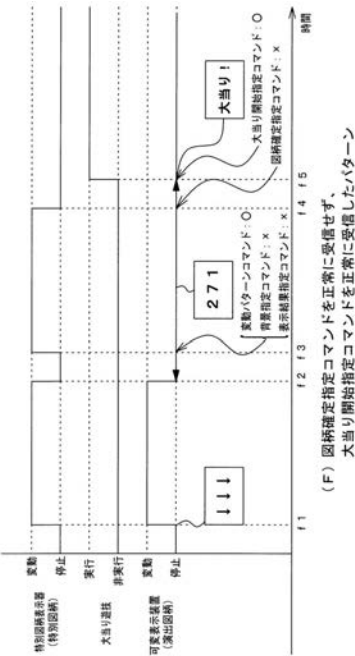 特別図柄表示器
(特別図柄)
変動
停止
大当り遊技
実行
非実行
可変表示装置
(演出図柄)
変動
停止
↓↓↓
271
大当り!
変動パターンコマンド:○
背景指定コマンド:×
表示結果指定コマンド:×
大当り開始指定コマンド:○
図柄確定指定コマンド:×
f1
f2
f3
f4
f5
時間
(F) 図柄確定指定コマンドを正常に受信せず、
大当り開始指定コマンドを正常に受信したパターン